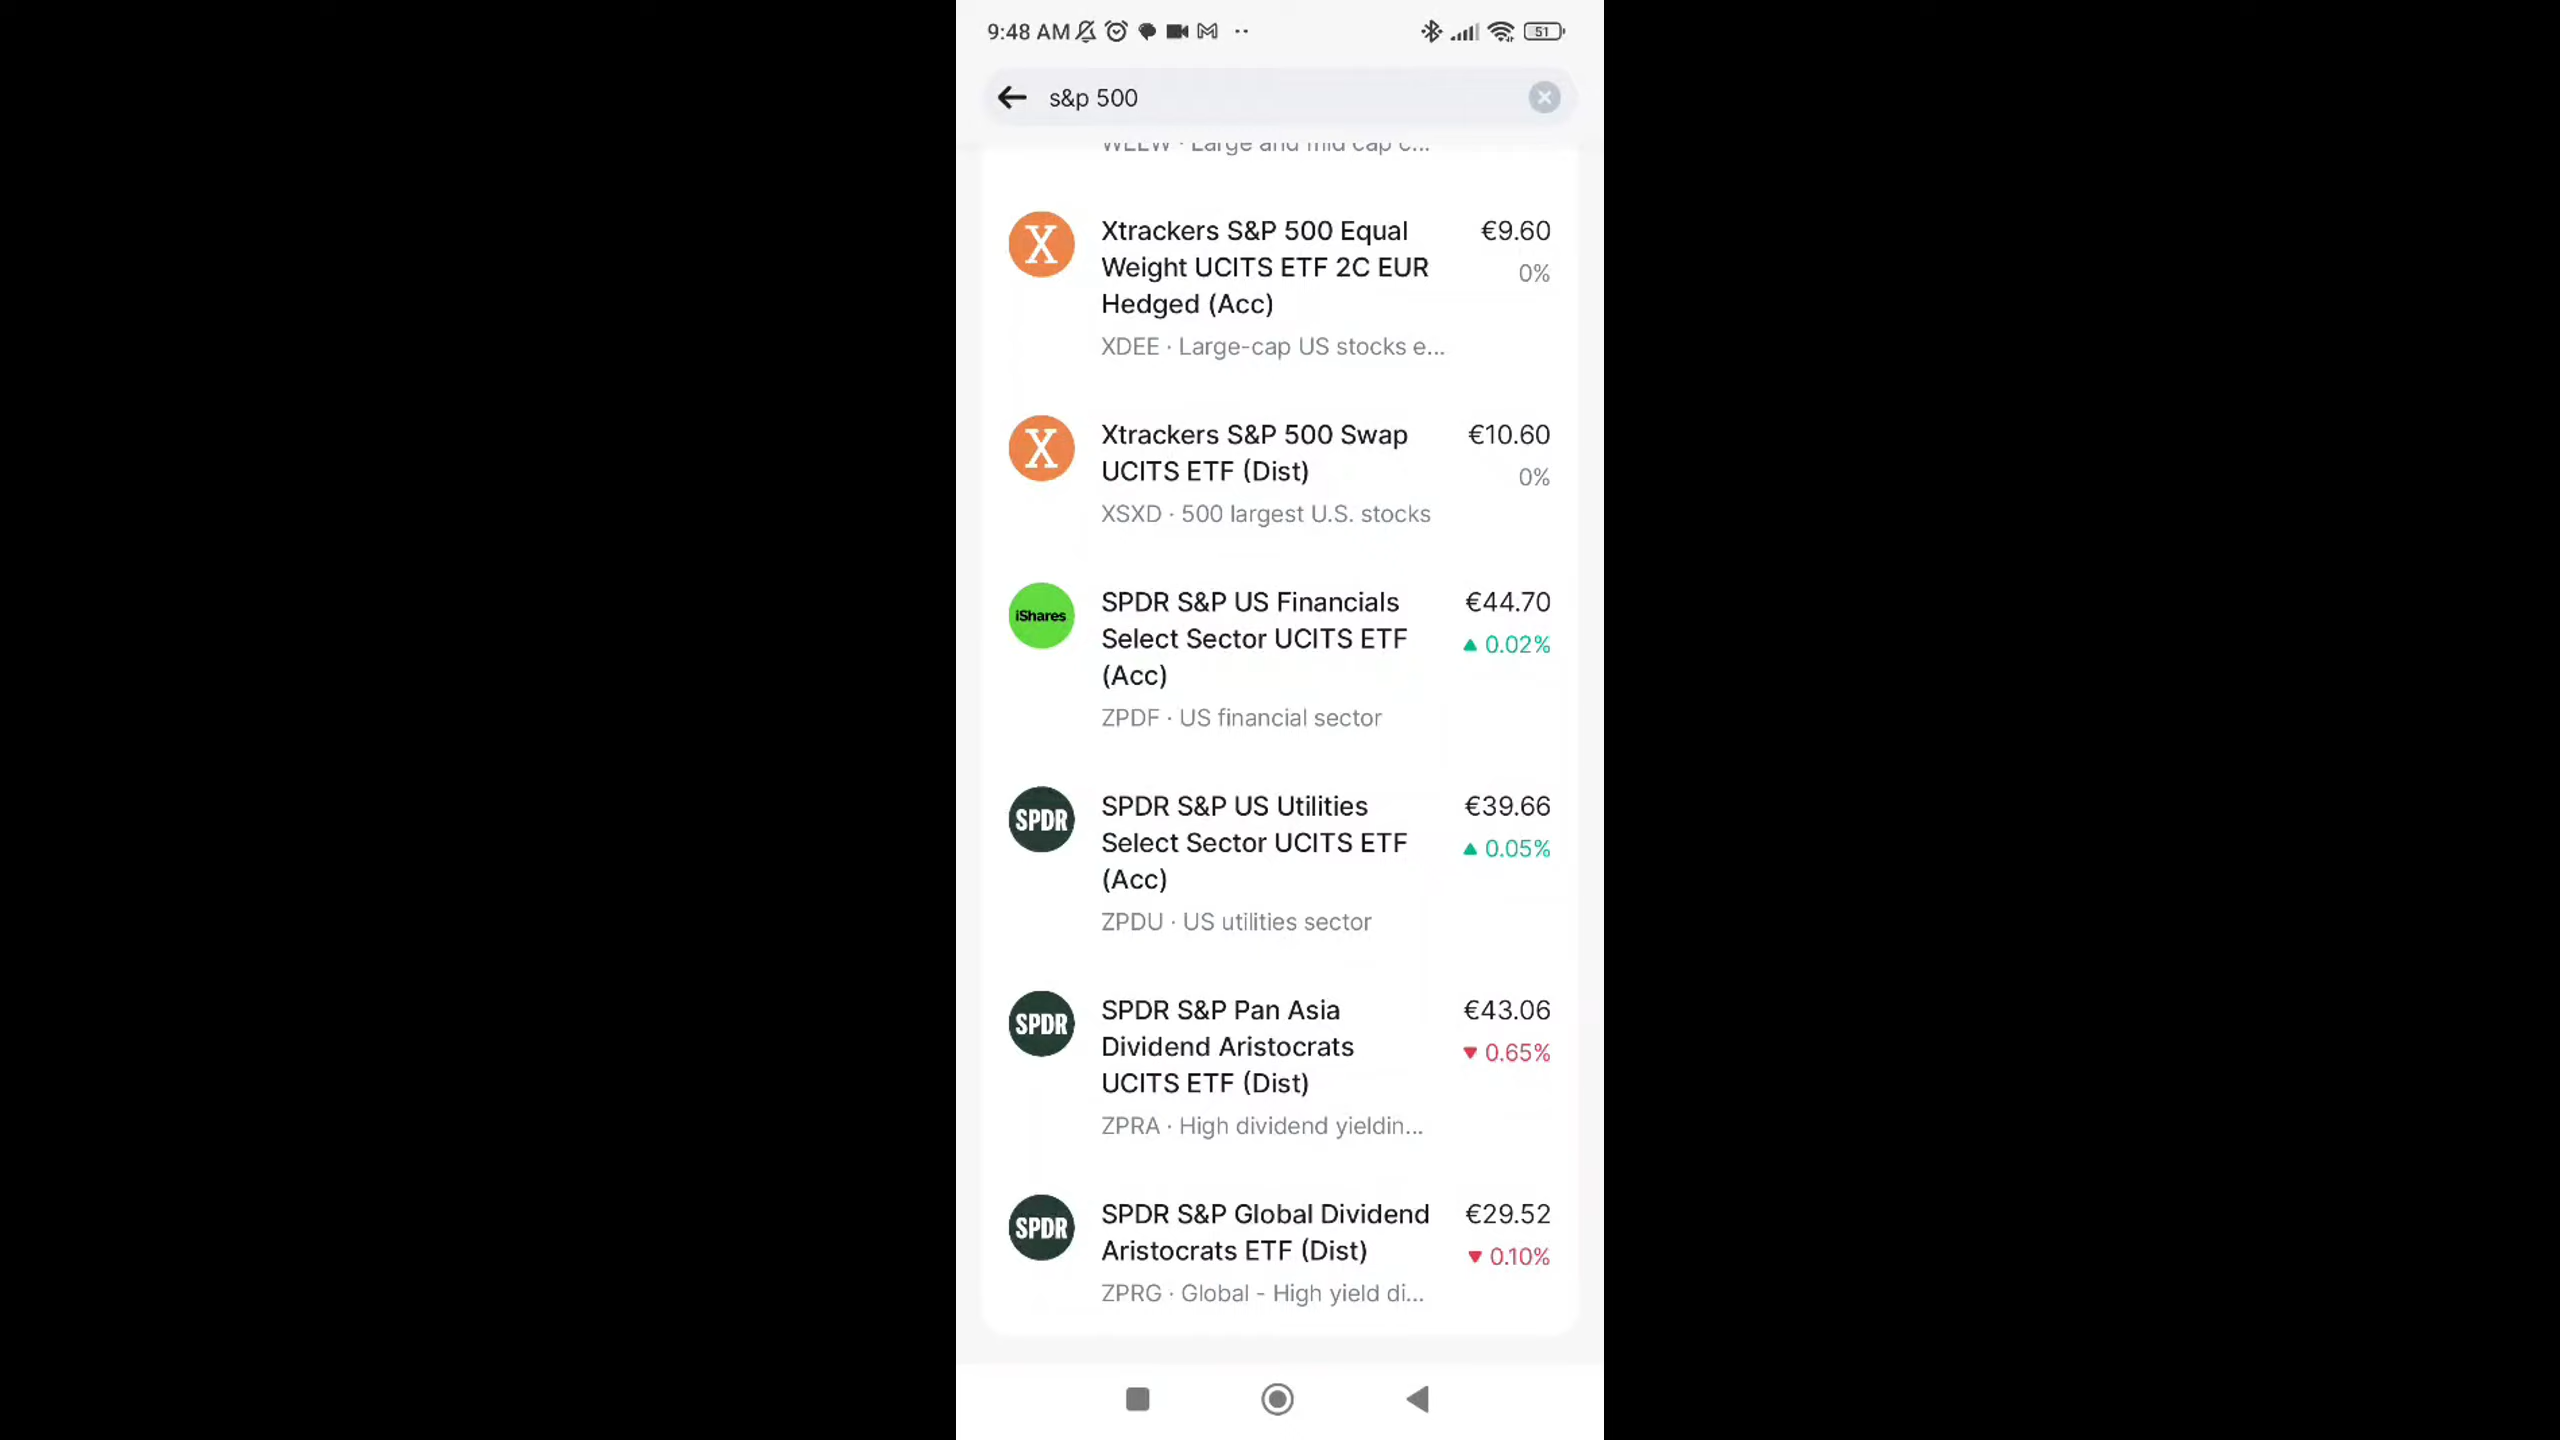 9:48 AM
51
s&p 500
WEEW · Large and mid cap c...
X
Xtrackers S&P 500 Equal
Weight UCITS ETF 2C EUR
Hedged (Acc)
XDEE · Large-cap US stocks e...
€9.60
0%
X
Xtrackers S&P 500 Swap
UCITS ETF (Dist)
XSXD · 500 largest U.S. stocks
€10.60
0%
iShares
SPDR S&P US Financials
Select Sector UCITS ETF
(Acc)
ZPDF · US financial sector
€44.70
▲ 0.02%
SPDR
SPDR S&P US Utilities
Select Sector UCITS ETF
(Acc)
ZPDU · US utilities sector
€39.66
▲ 0.05%
SPDR
SPDR S&P Pan Asia
Dividend Aristocrats
UCITS ETF (Dist)
ZPRA · High dividend yieldin...
€43.06
▼ 0.65%
SPDR
SPDR S&P Global Dividend
Aristocrats ETF (Dist)
ZPRG · Global - High yield di...
€29.52
▼ 0.10%